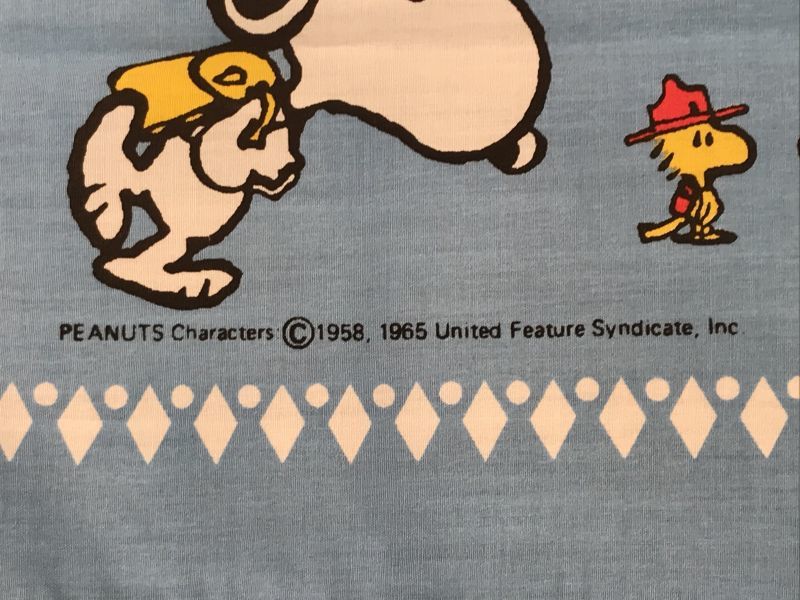 PEANUTS Characters: ©1958, 1965 United Feature Syndicate, Inc.